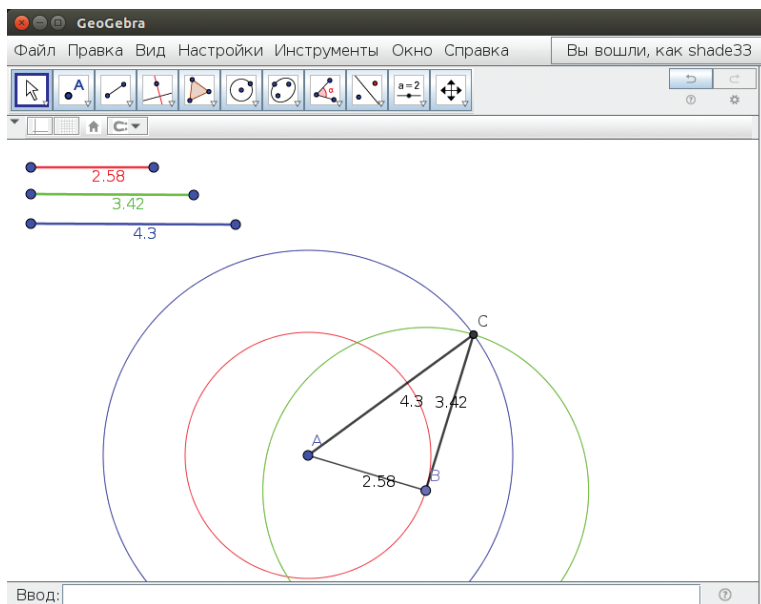 GeoGebra
Файл Правка Вид Настройки Инструменты Окно Справка Вы вошли, как shade33
A α a=2
2.58
3.42
4.3
C
4.3 3.42
A
2.58 B
Ввод: